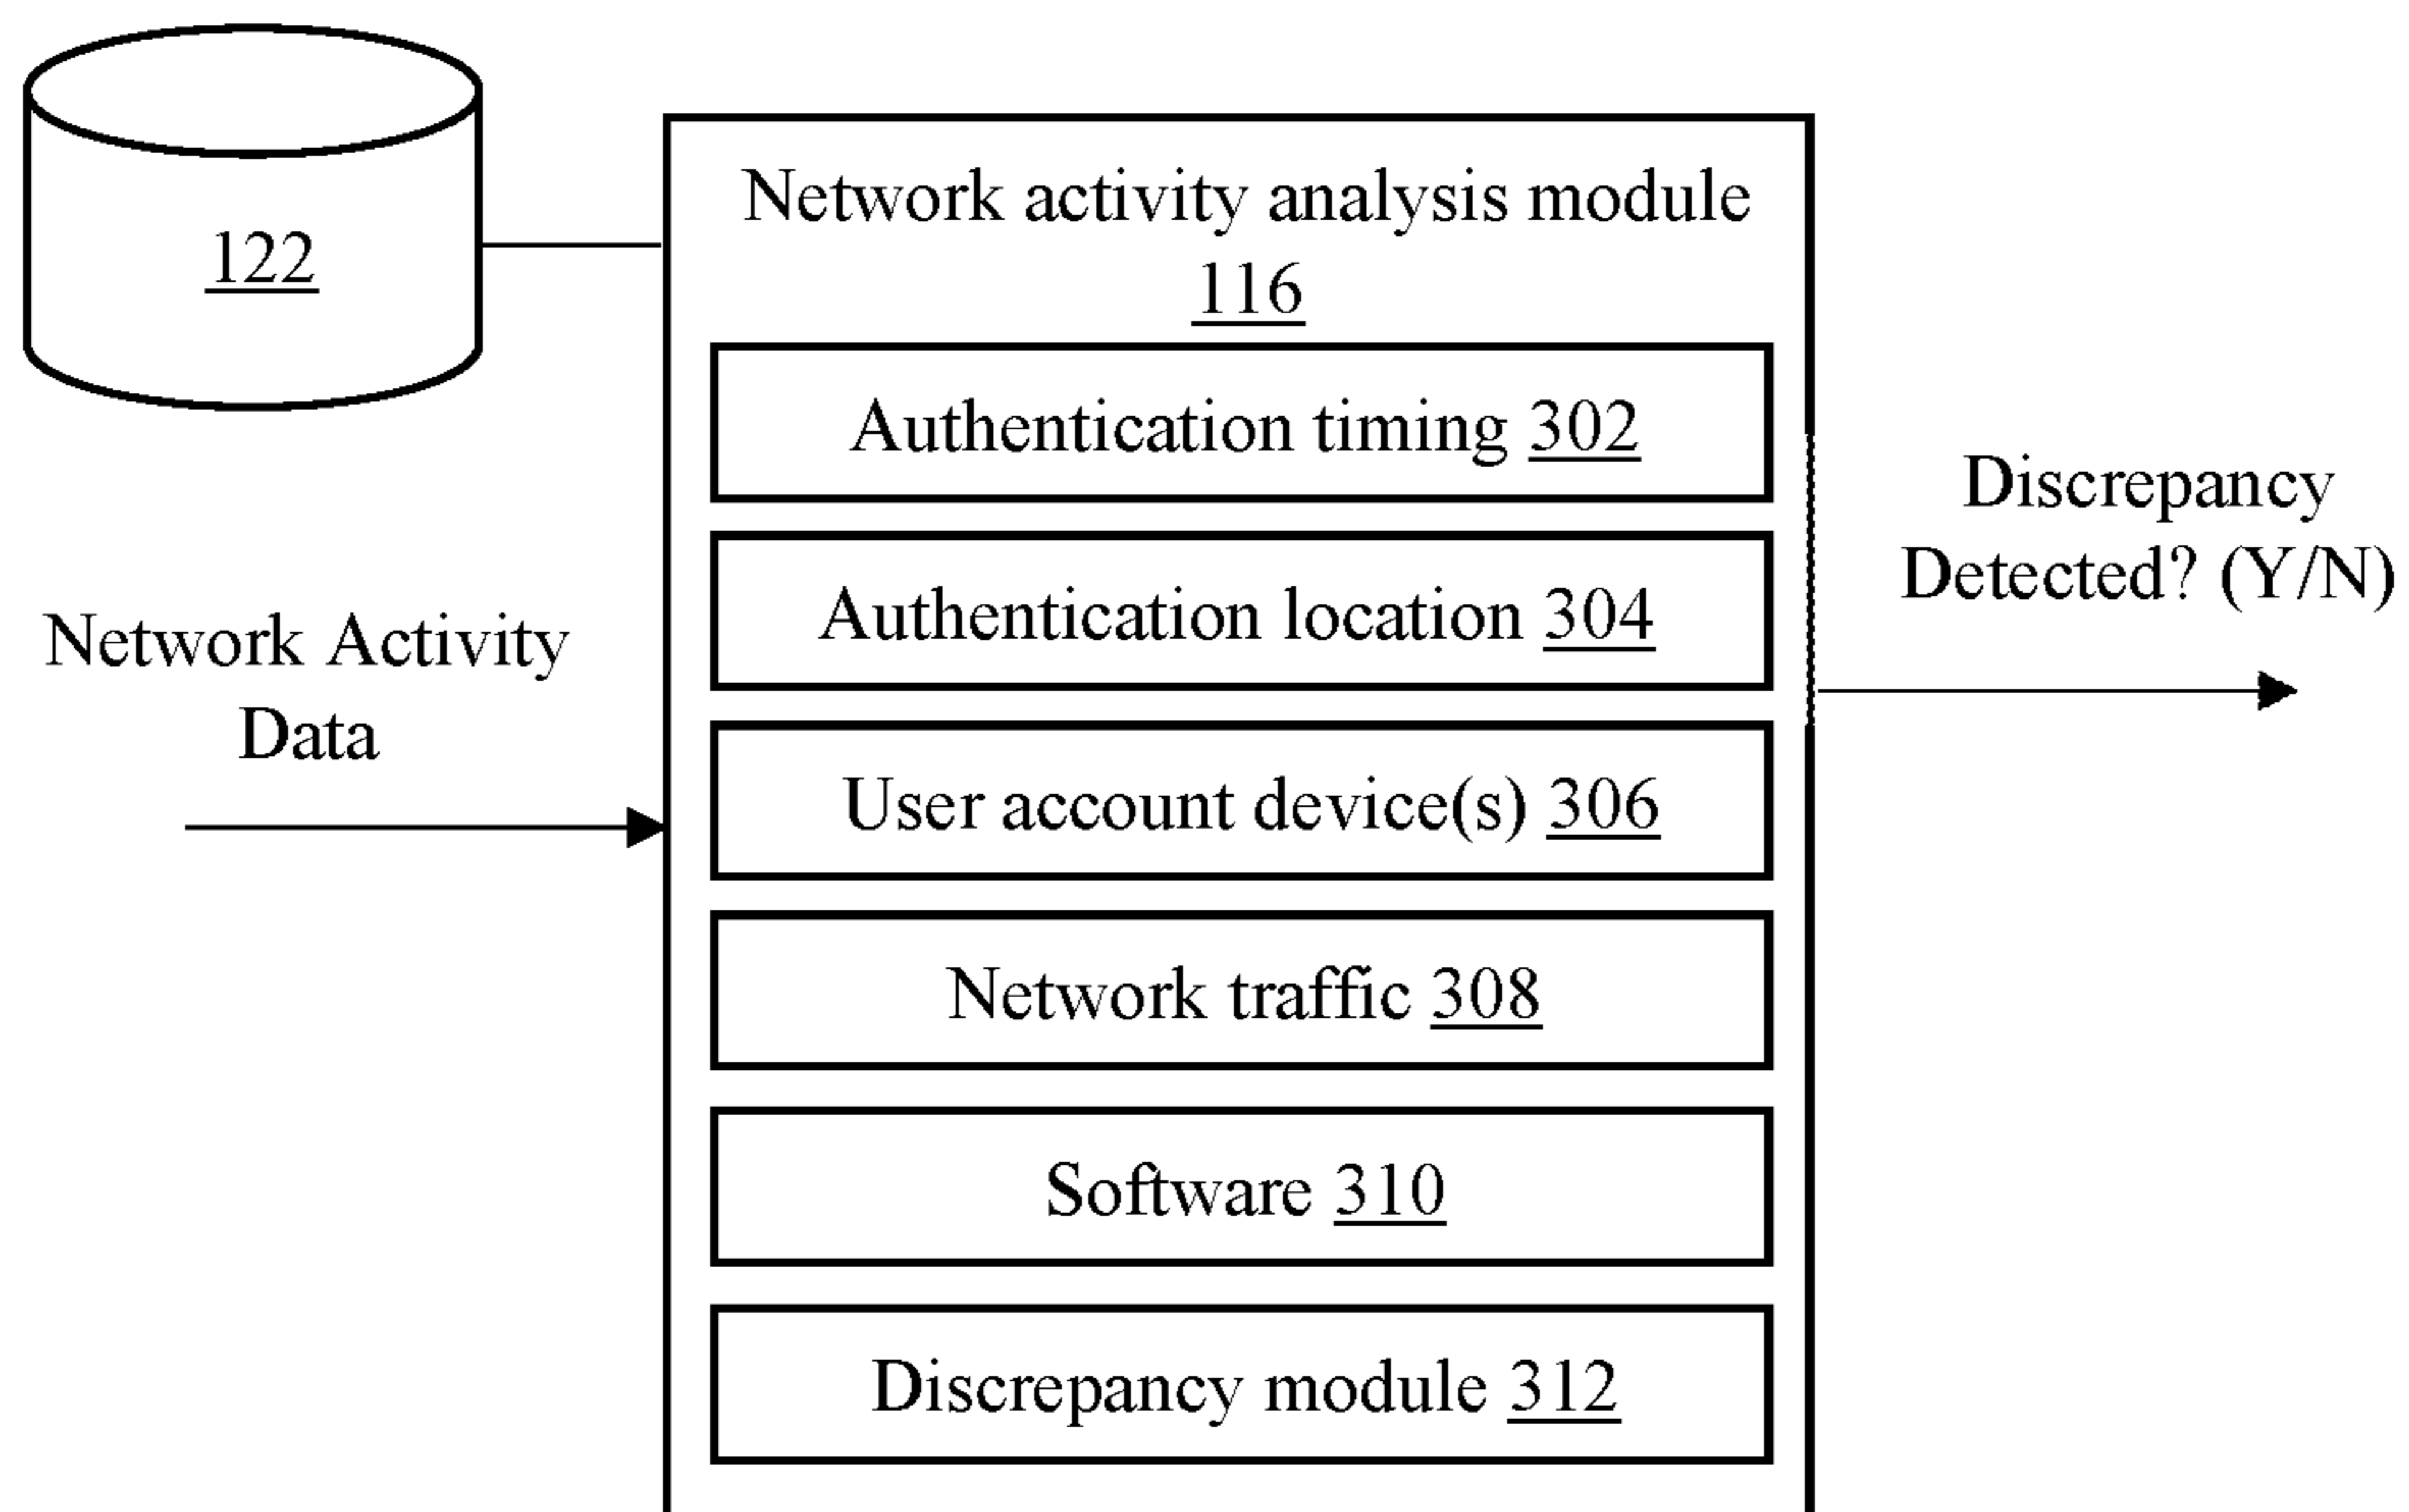 122
Network activity analysis module
116
Authentication timing 302
Authentication location 304
User account device(s) 306
Network traffic 308
Software 310
Discrepancy module 312
Network Activity
Data
Discrepancy
Detected? (Y/N)